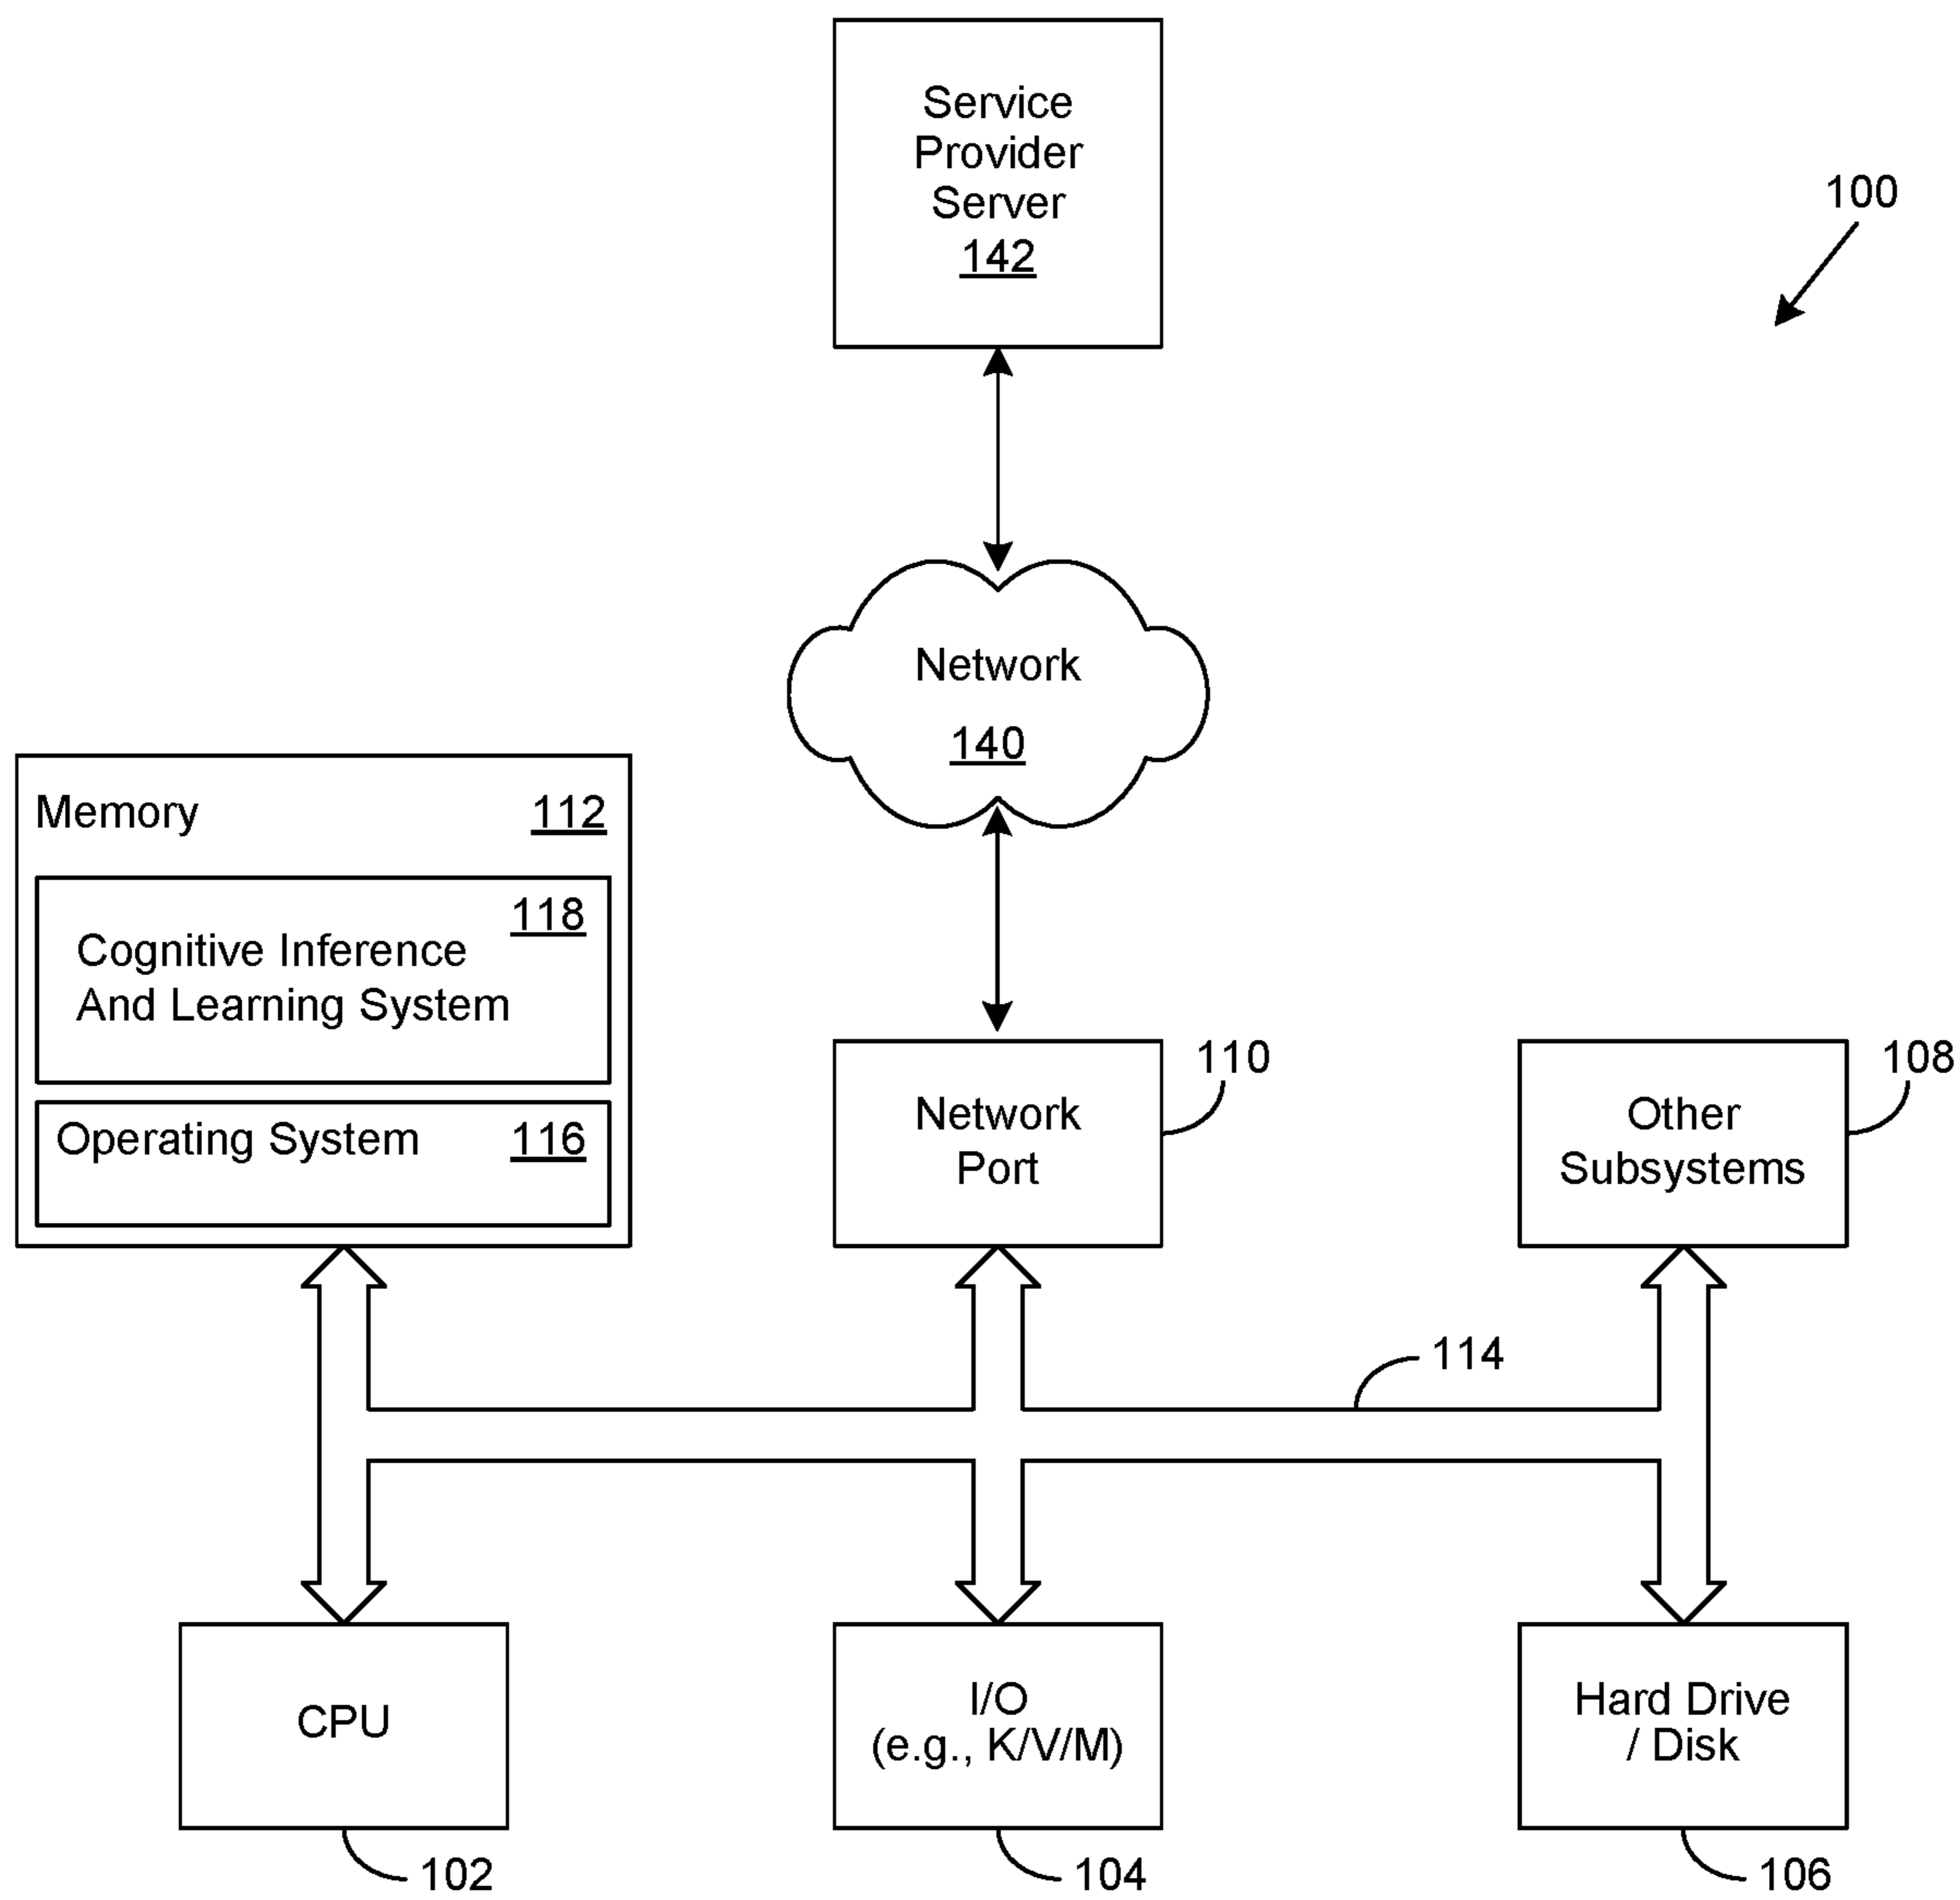 Service
Provider
Server
142
100
Network
140
Memory 112
118
Cognitive Inference
And Learning System
Operating System 116
Network
Port
110
Other
Subsystems
108
114
CPU
102
I/O
(e.g., K/V/M)
104
Hard Drive
/ Disk
106